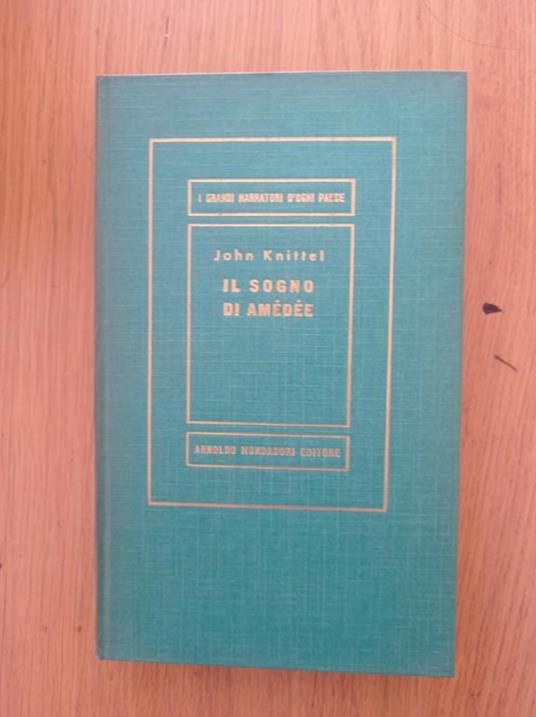 I GRANDI NARRATORI D'OGNI PAESE
John Knittel
IL SOGNO
DI AMÉDÉE
ARNOLDO MONDADORI EDITORE